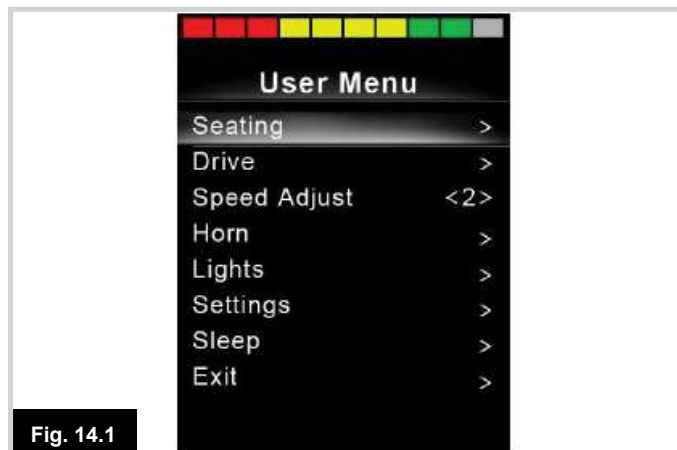 User Menu
Seating >
Drive >
Speed Adjust <2>
Horn >
Lights >
Settings >
Sleep >
Exit >
Fig. 14.1